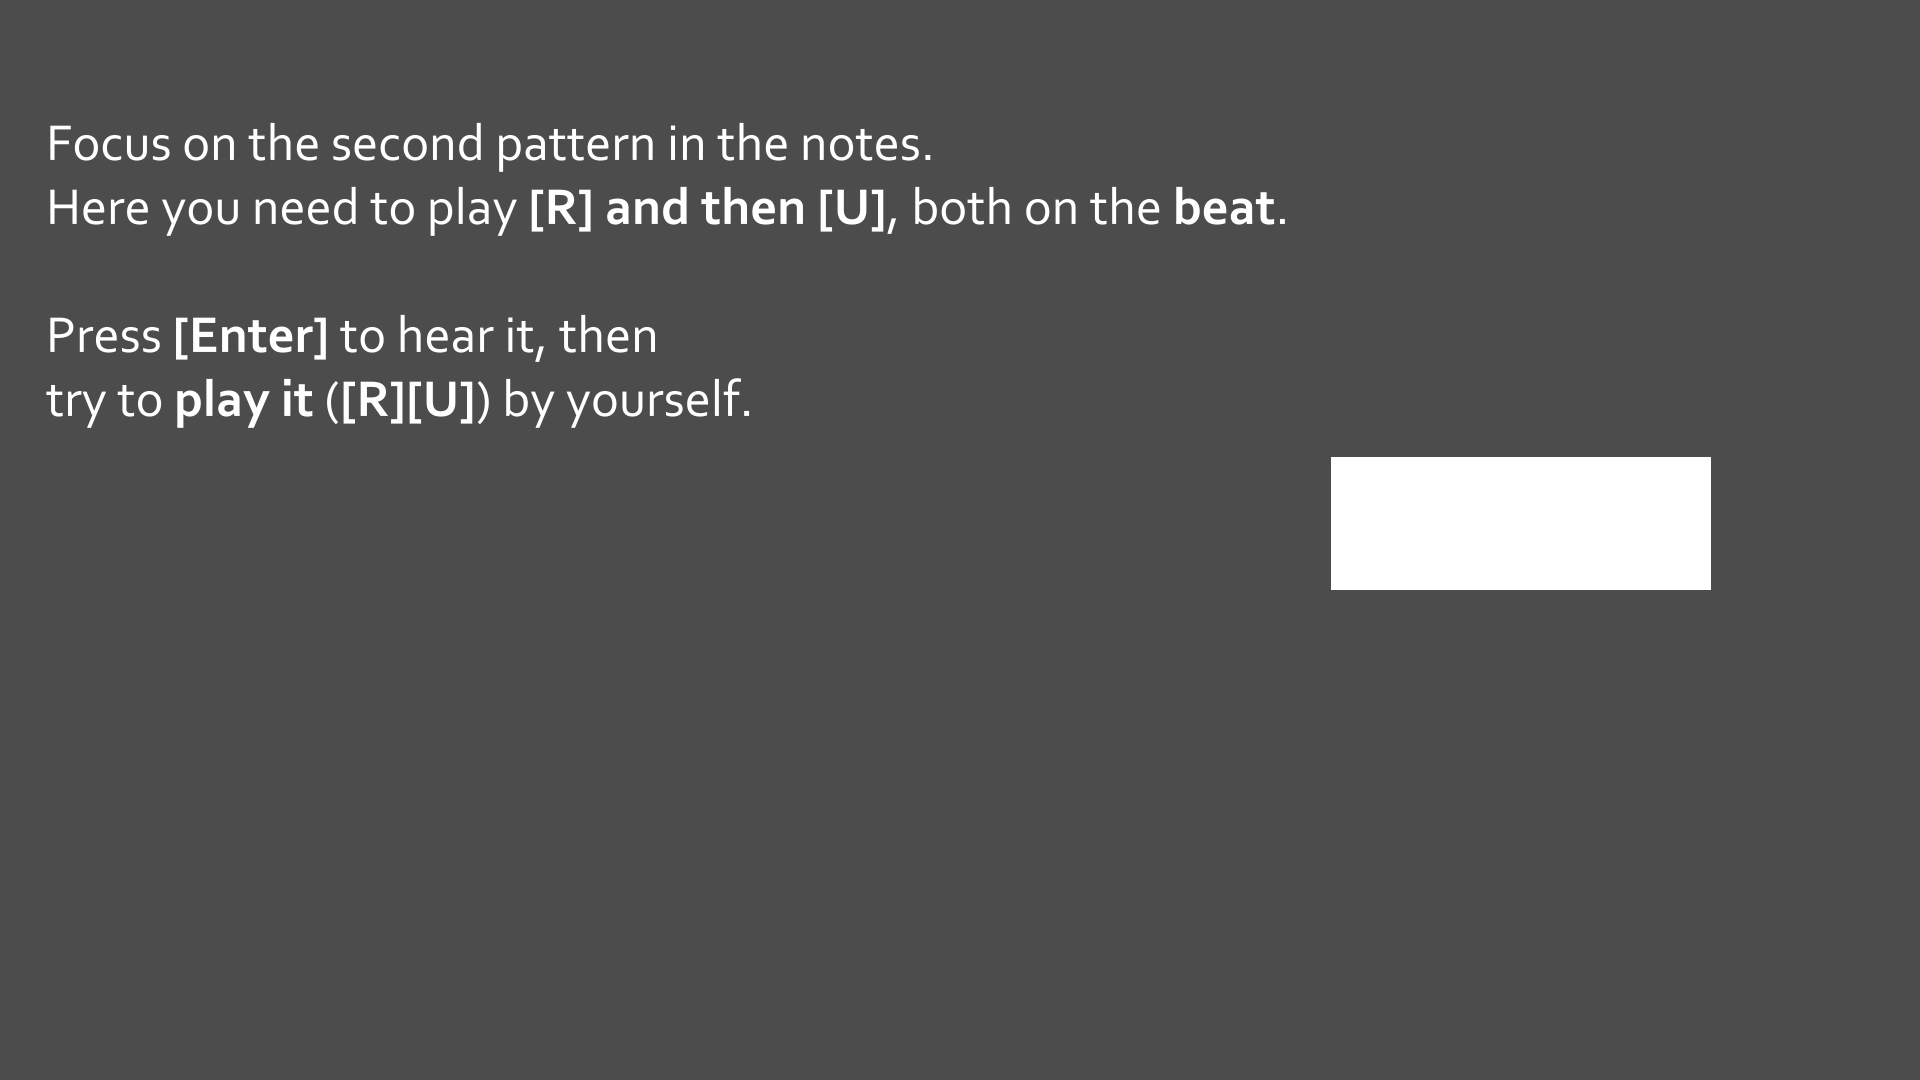 Focus on the second pattern in the notes.
Here you need to play [R] and then [U], both on the beat.
Press [Enter] to hear it, then
try to play it ([R][U]) by yourself.